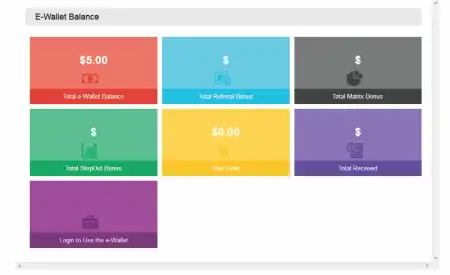 E-Wallet Balance
$5.00
Total e-Wallet Balance
$
Total Referral Bonus
$
Total Matrix Bonus
$
Total StepOut Bonus
$0.00
Total Debit
$
Total Received
Login to Use the e-Wallet